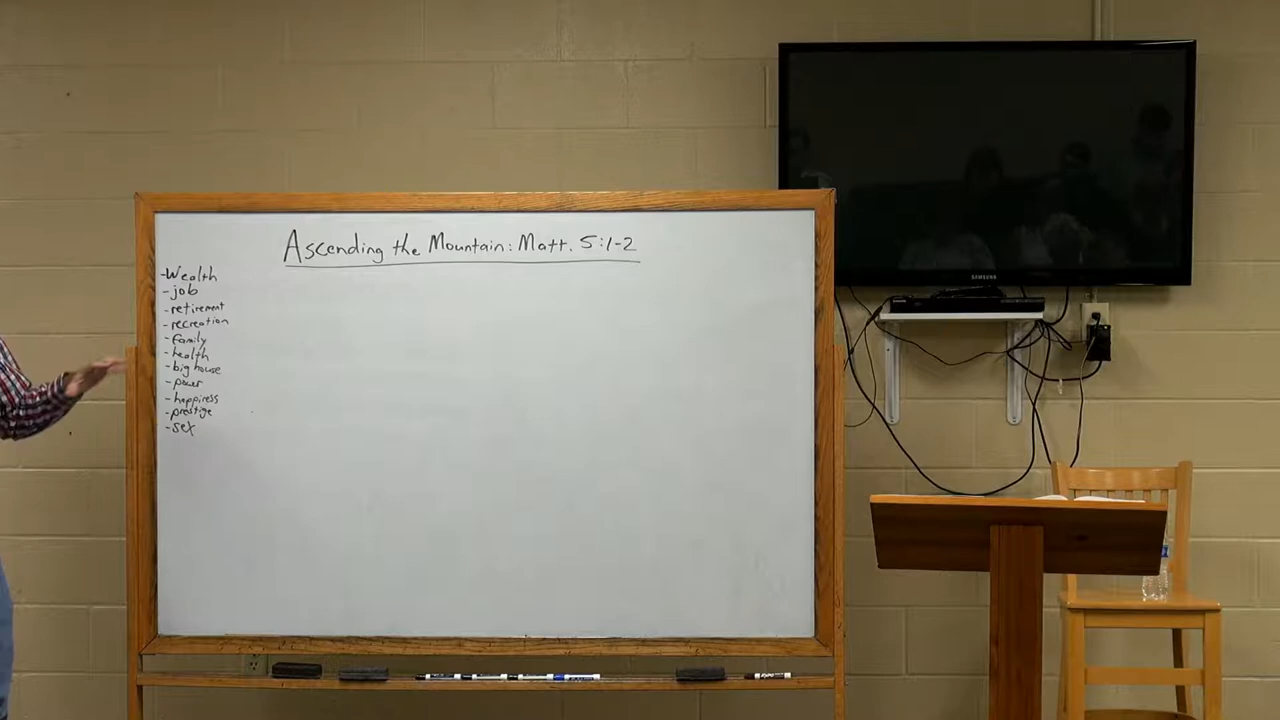 Ascending the Mountain: Matt. 5:1-2
-Wealth
-job
-retirement
-recreation
-family
-health
-big house
-power
-happiness
-prestige
-sex
SAMSUNG